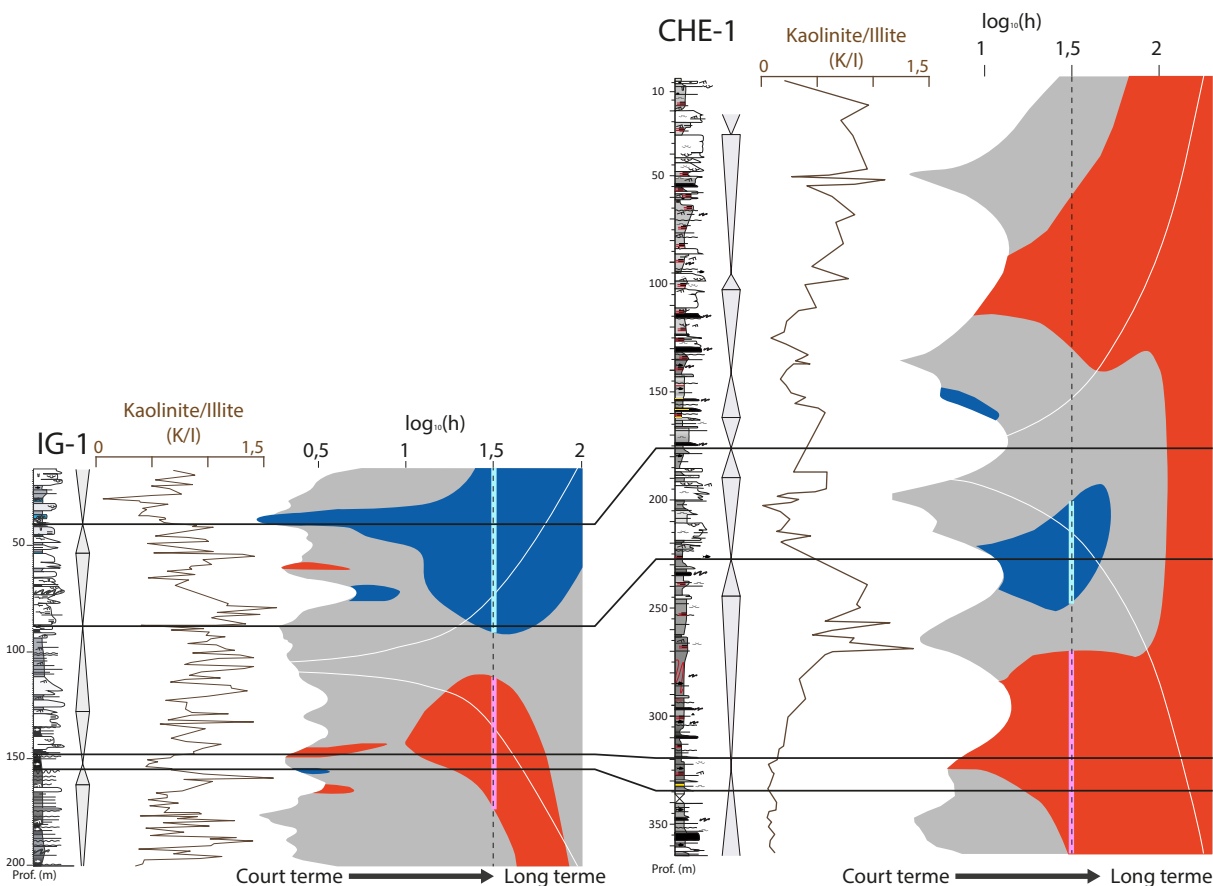 CHE-1
Kaolinite/Illite
(K/I)
0
1,5
log₁₀(h)
1
1,5
2
10
50
100
150
200
250
300
350
Prof. (m)
IG-1
Kaolinite/Illite
(K/I)
0
1,5
log₁₀(h)
0,5
1
1,5
2
50
100
150
200
Prof. (m)
Court terme
Long terme
Court terme
Long terme